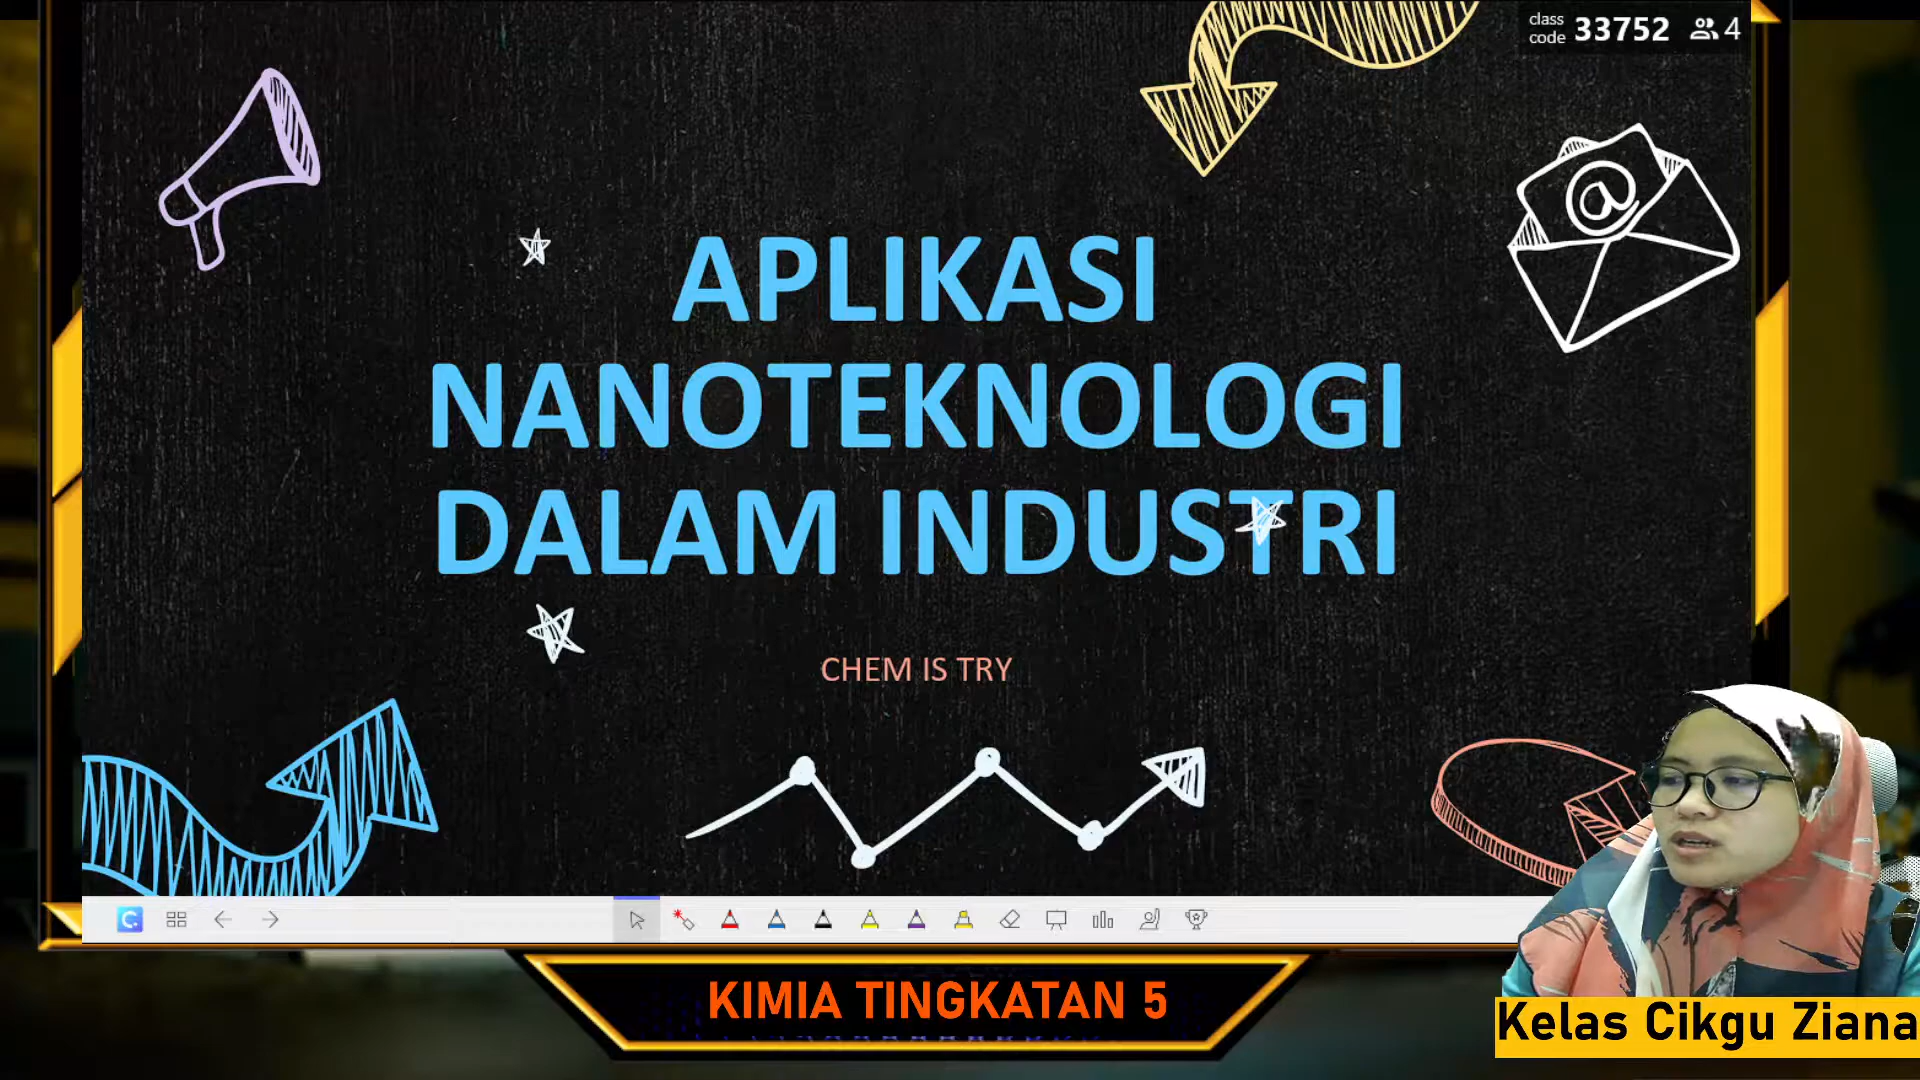 class
code 33752 4
@
APLIKASI
NANOTEKNOLOGI
DALAM INDUSTRI
CHEM IS TRY
C
KIMIA TINGKATAN 5
Kelas Cikgu Ziana